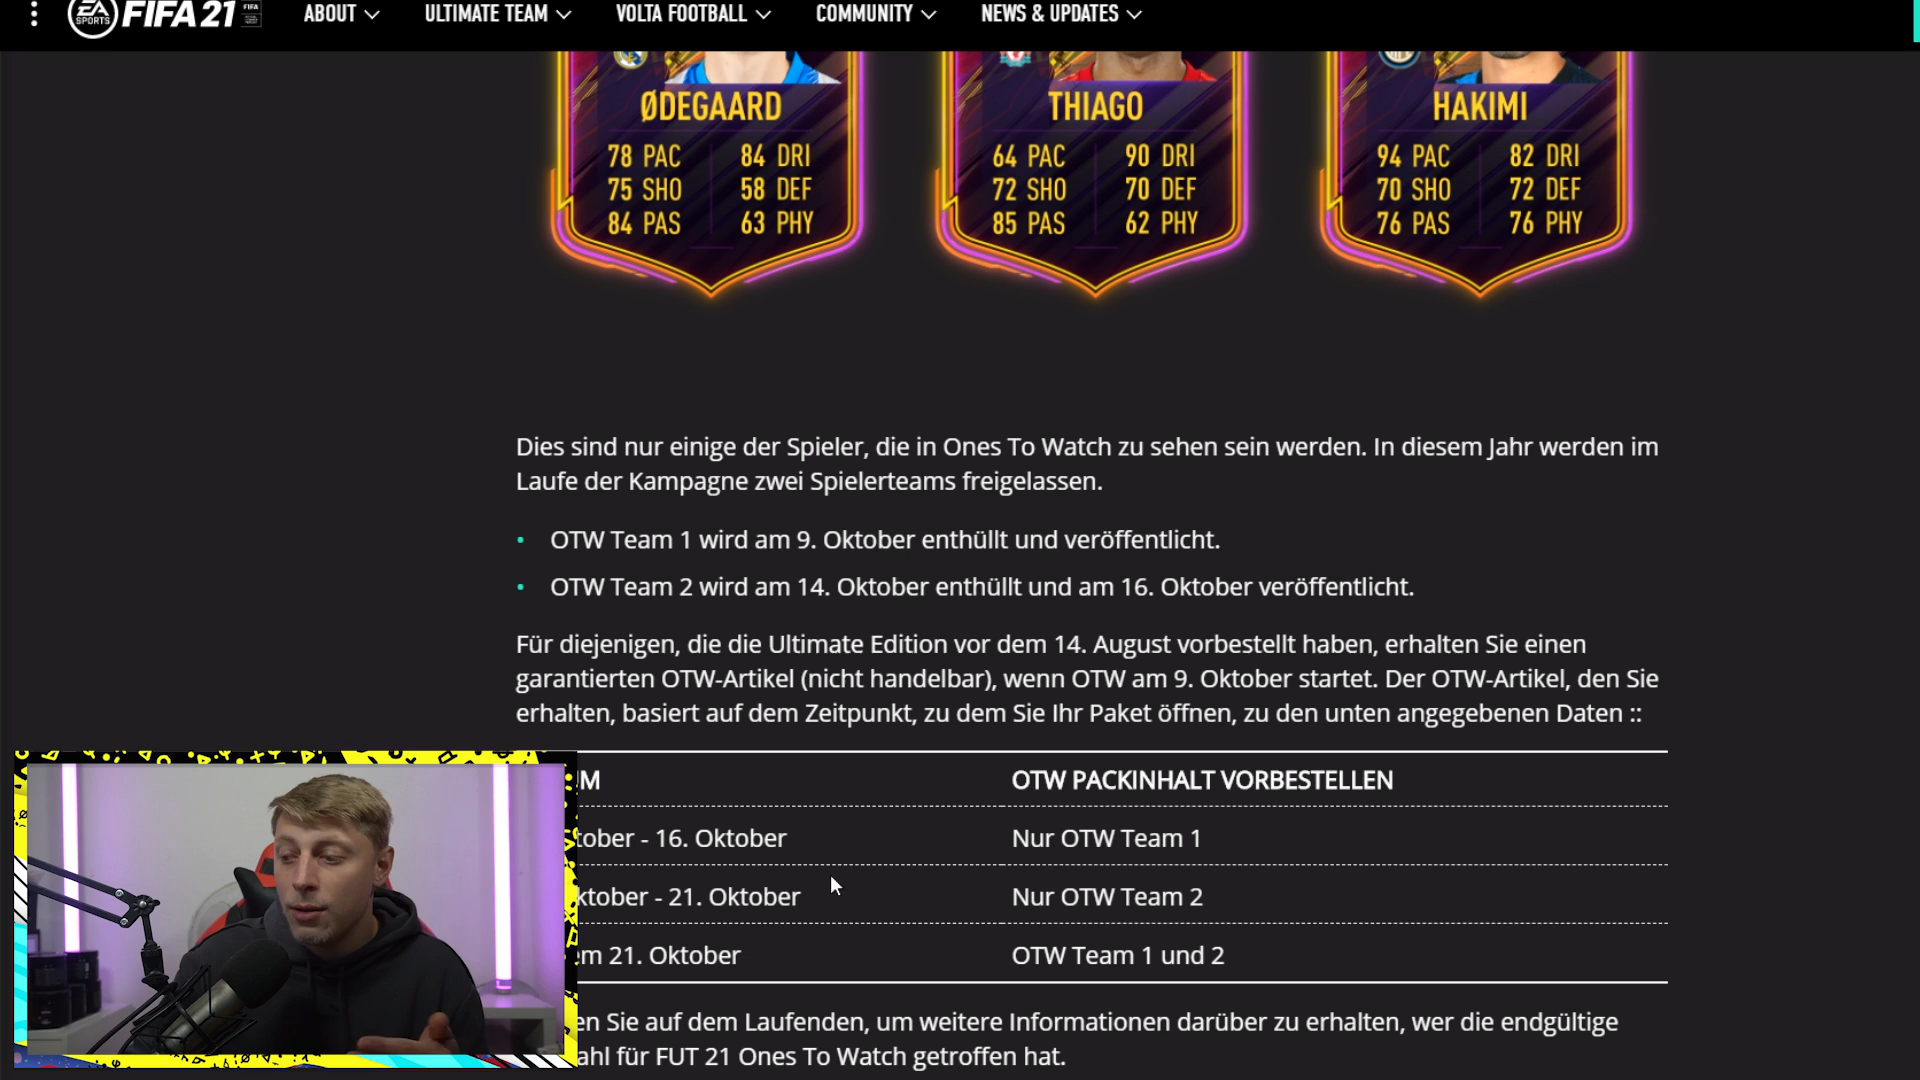 EA SPORTS FIFA 21 FIFA
ABOUT ULTIMATE TEAM VOLTA FOOTBALL COMMUNITY NEWS & UPDATES
ØDEGAARD
78 PAC 84 DRI
75 SHO 58 DEF
84 PAS 63 PHY
THIAGO
64 PAC 90 DRI
72 SHO 70 DEF
85 PAS 62 PHY
HAKIMI
94 PAC 82 DRI
70 SHO 72 DEF
76 PAS 76 PHY
Dies sind nur einige der Spieler, die in Ones To Watch zu sehen sein werden. In diesem Jahr werden im
Laufe der Kampagne zwei Spielerteams freigelassen.
• OTW Team 1 wird am 9. Oktober enthüllt und veröffentlicht.
• OTW Team 2 wird am 14. Oktober enthüllt und am 16. Oktober veröffentlicht.
Für diejenigen, die die Ultimate Edition vor dem 14. August vorbestellt haben, erhalten Sie einen
garantierten OTW-Artikel (nicht handelbar), wenn OTW am 9. Oktober startet. Der OTW-Artikel, den Sie
erhalten, basiert auf dem Zeitpunkt, zu dem Sie Ihr Paket öffnen, zu den unten angegebenen Daten ::
UM OTW PACKINHALT VORBESTELLEN
tober - 16. Oktober Nur OTW Team 1
ktober - 21. Oktober Nur OTW Team 2
em 21. Oktober OTW Team 1 und 2
en Sie auf dem Laufenden, um weitere Informationen darüber zu erhalten, wer die endgültige
ahl für FUT 21 Ones To Watch getroffen hat.